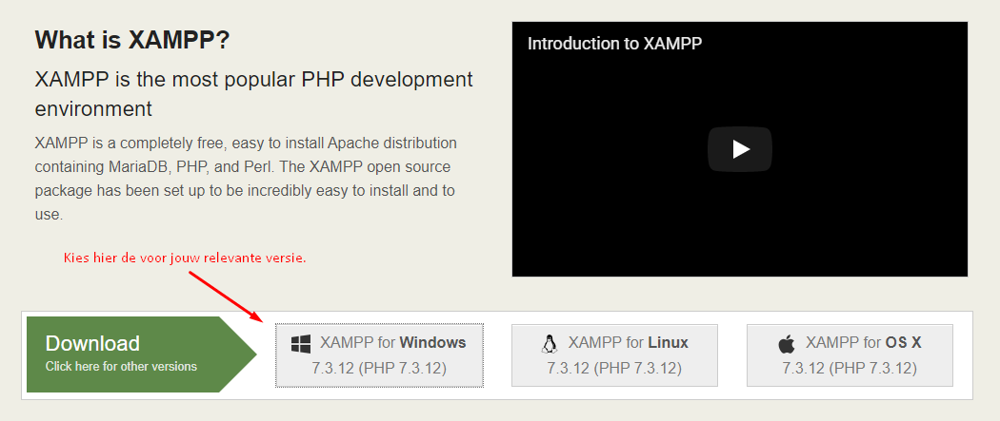 What is XAMPP?
XAMPP is the most popular PHP development
environment
XAMPP is a completely free, easy to install Apache distribution
containing MariaDB, PHP, and Perl. The XAMPP open source
package has been set up to be incredibly easy to install and to
use.
Introduction to XAMPP
Kies hier de voor jouw relevante versie.
Download
Click here for other versions
XAMPP for Windows
7.3.12 (PHP 7.3.12)
XAMPP for Linux
7.3.12 (PHP 7.3.12)
XAMPP for OS X
7.3.12 (PHP 7.3.12)